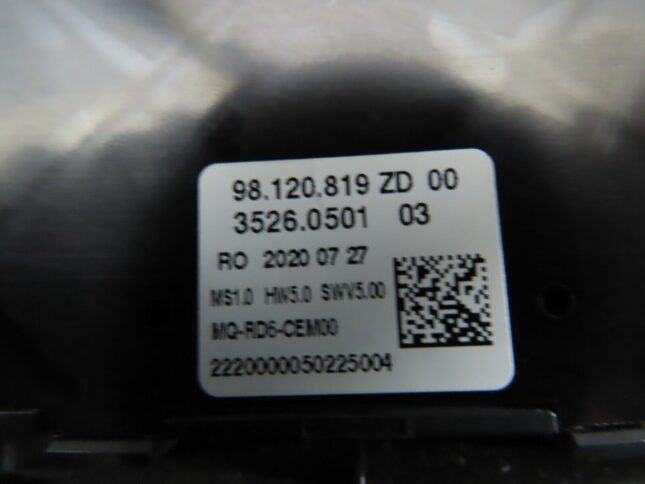 98.120.819 ZD 00
3526.0501 03
RO 2020 07 27
MS1.0 HW5.0 SWV5.00
MQ-RD6-CEM00
2220000050225004